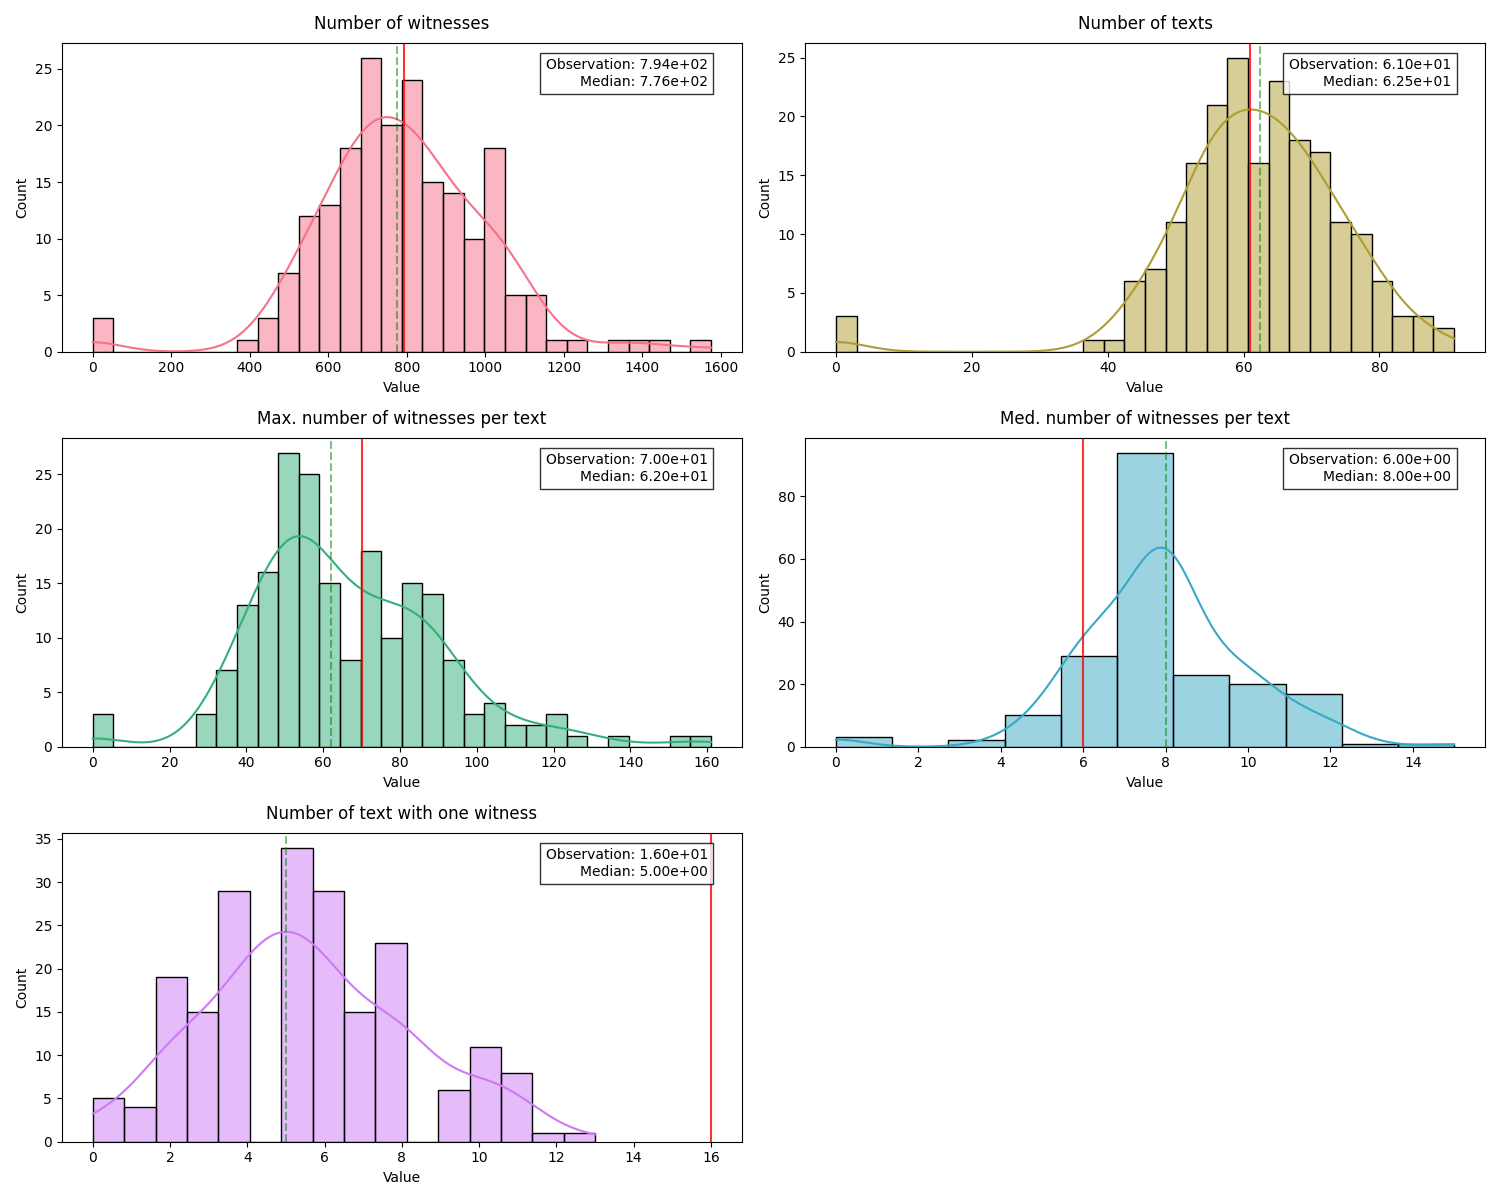 Number of witnesses
Observation: 7.94e+02
Median: 7.76e+02
Count
25
20
15
10
5
0
0 200 400 600 800 1000 1200 1400 1600
Value
Number of texts
Observation: 6.10e+01
Median: 6.25e+01
Count
25
20
15
10
5
0
0 20 40 60 80
Value
Max. number of witnesses per text
Observation: 7.00e+01
Median: 6.20e+01
Count
25
20
15
10
5
0
0 20 40 60 80 100 120 140 160
Value
Med. number of witnesses per text
Observation: 6.00e+00
Median: 8.00e+00
Count
80
60
40
20
0
0 2 4 6 8 10 12 14
Value
Number of text with one witness
Observation: 1.60e+01
Median: 5.00e+00
Count
35
30
25
20
15
10
5
0
0 2 4 6 8 10 12 14 16
Value